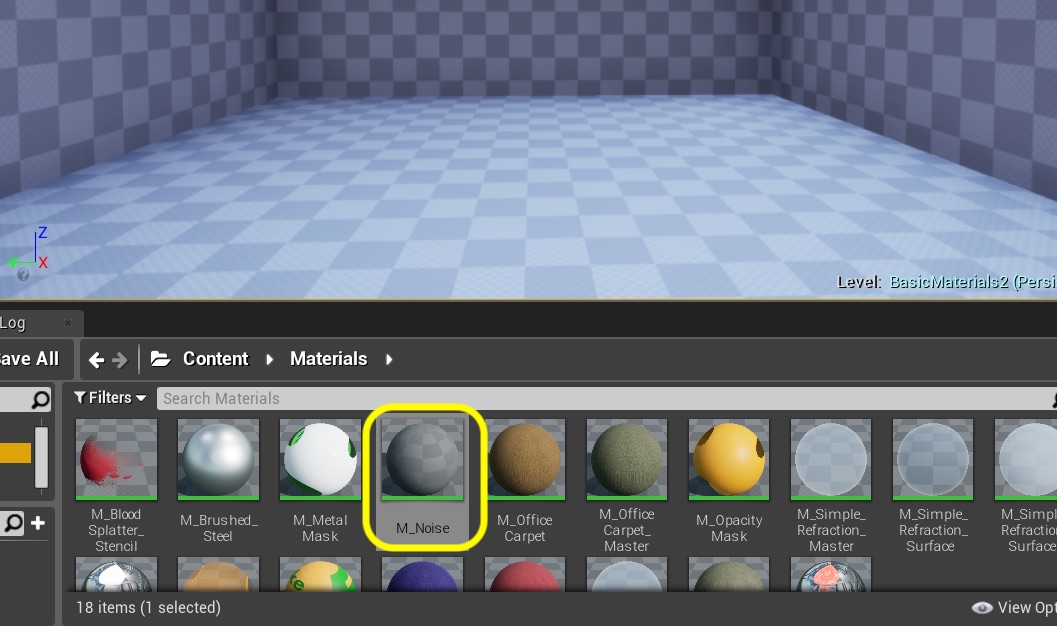 Z
Y X
?
Level: BasicMaterials2 (Persi
Log
Save All
Content
Materials
Filters
Search Materials
M_Blood
Splatter_
Stencil
M_Brushed_
Steel
M_Metal
Mask
M_Noise
M_Office
Carpet
M_Office
Carpet_
Master
M_Opacity
Mask
M_Simple_
Refraction_
Master
M_Simple_
Refraction_
Surface
M_Simpl
Refrac
Surface
18 items (1 selected)
View Opt